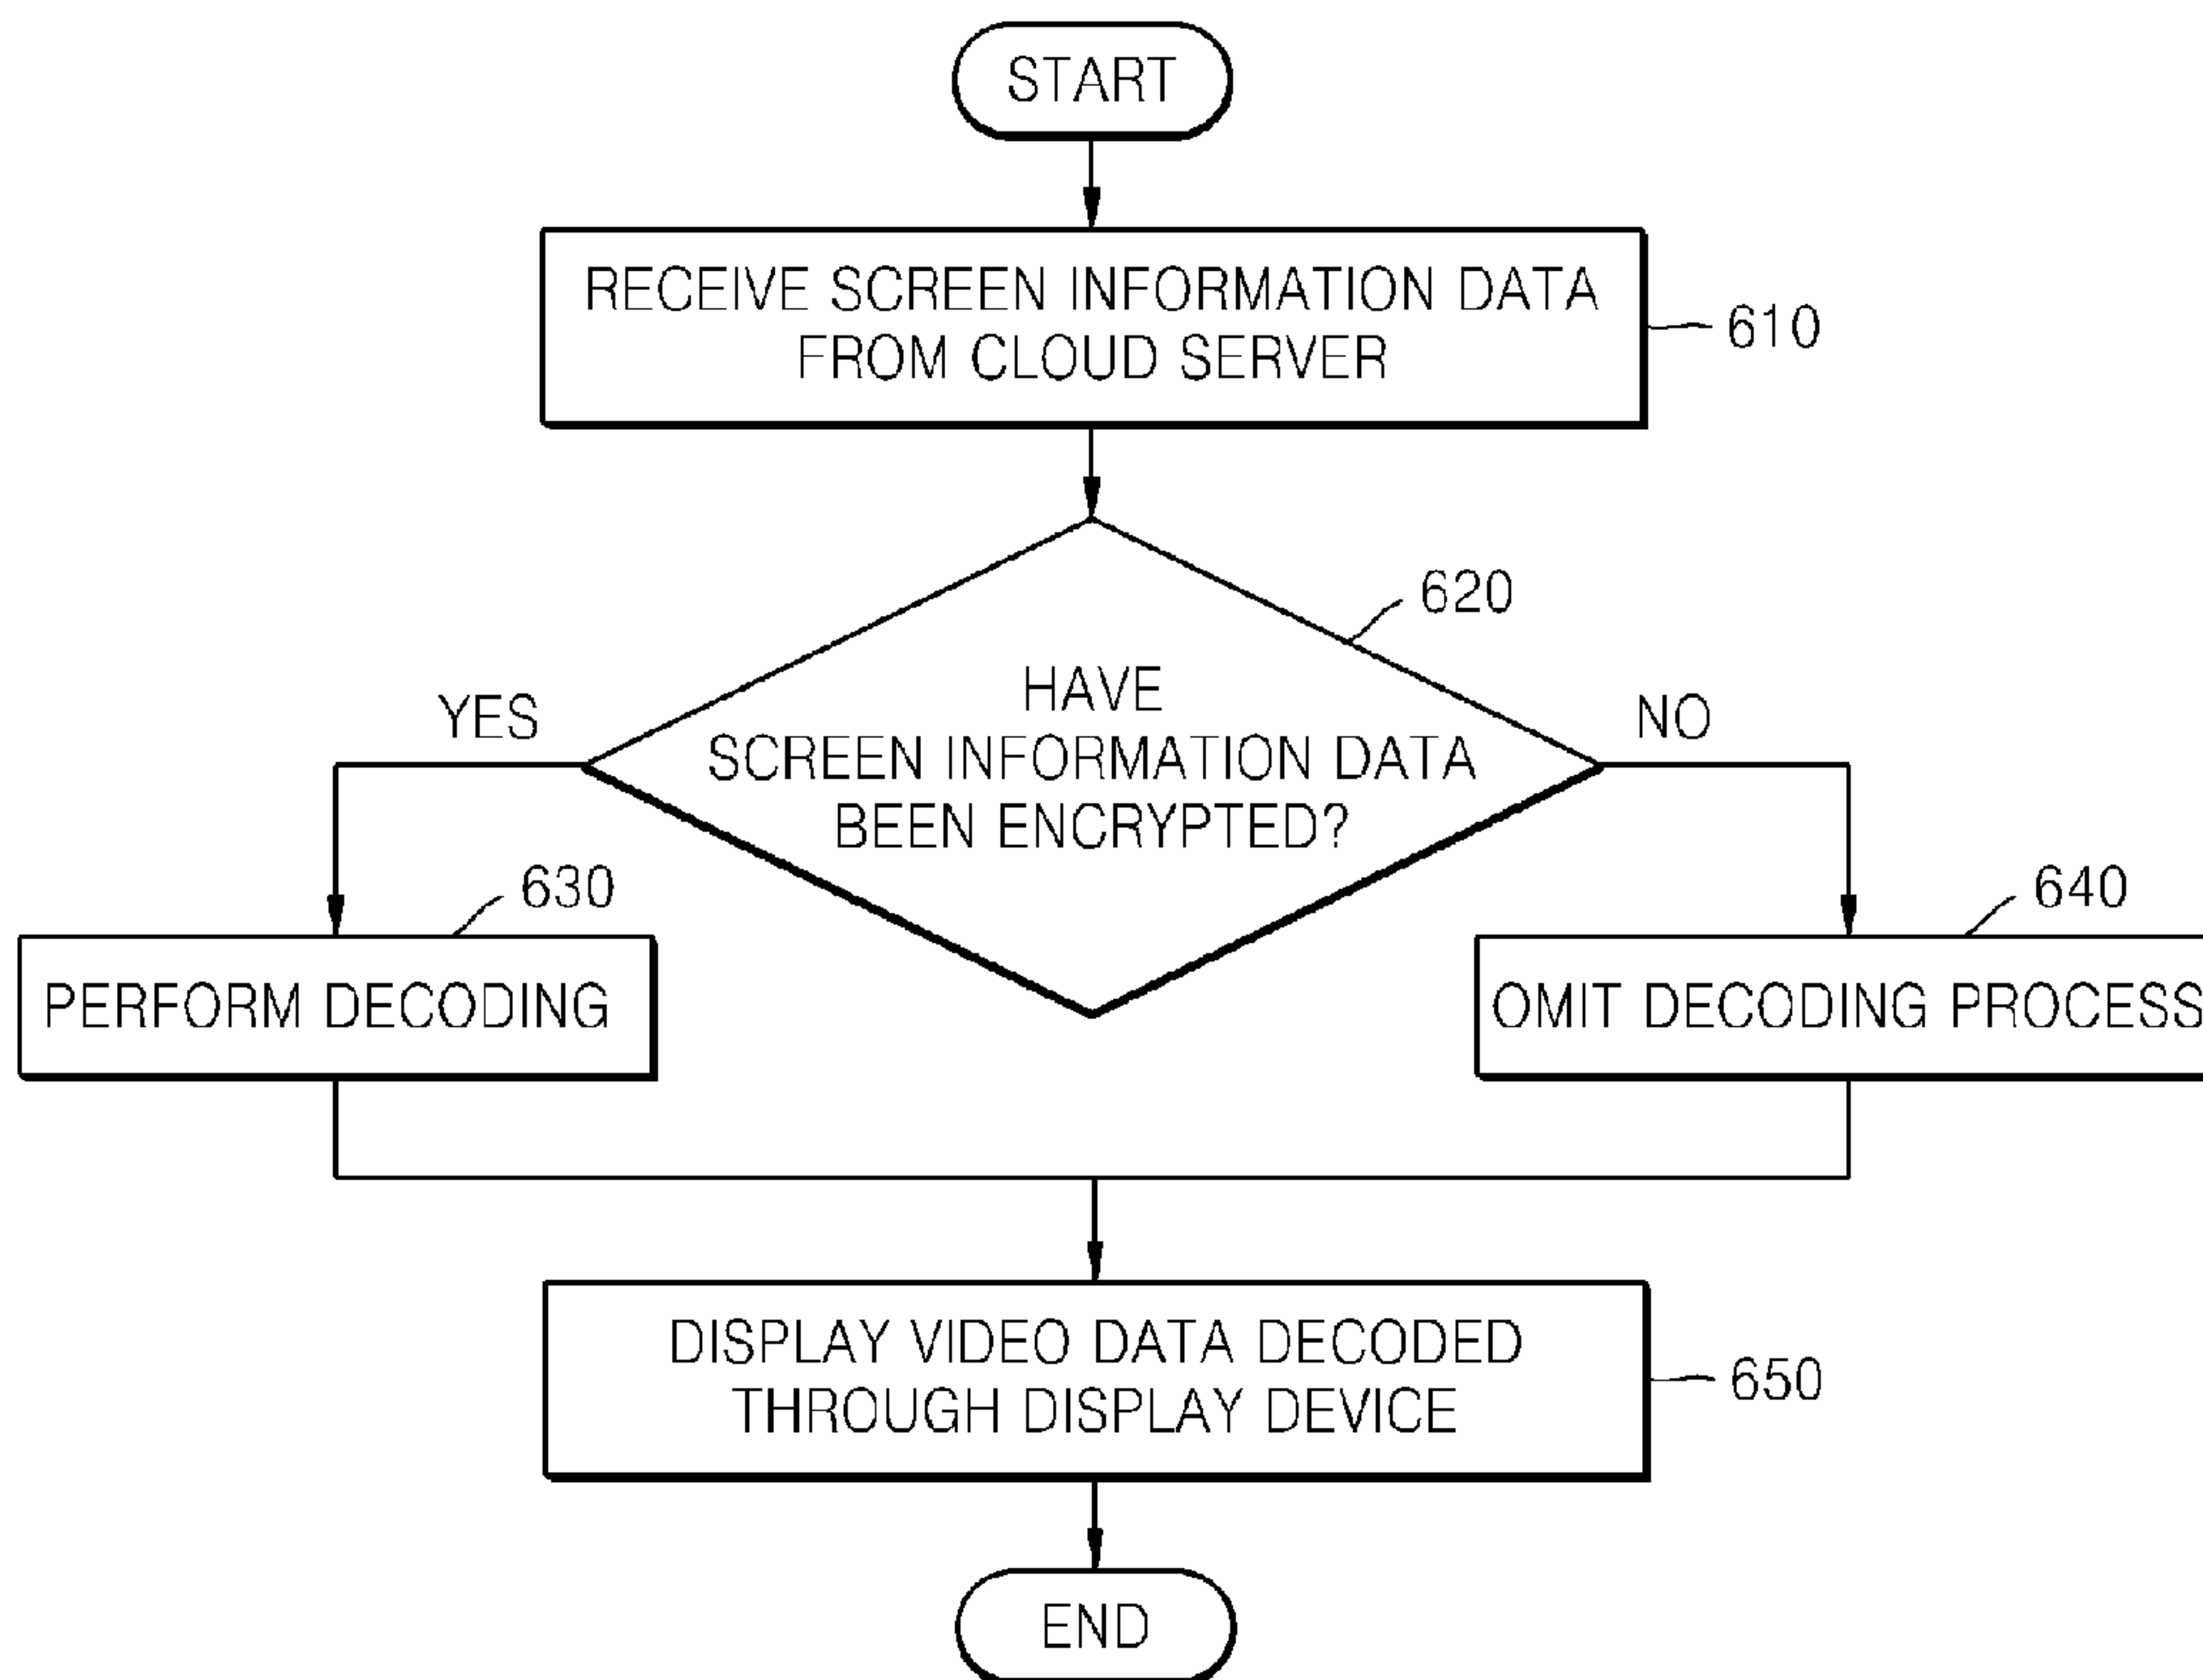 START
RECEIVE SCREEN INFORMATION DATA
FROM CLOUD SERVER
610
620
HAVE
SCREEN INFORMATION DATA
BEEN ENCRYPTED?
YES
NO
630
640
PERFORM DECODING
OMIT DECODING PROCESS
DISPLAY VIDEO DATA DECODED
THROUGH DISPLAY DEVICE
650
END